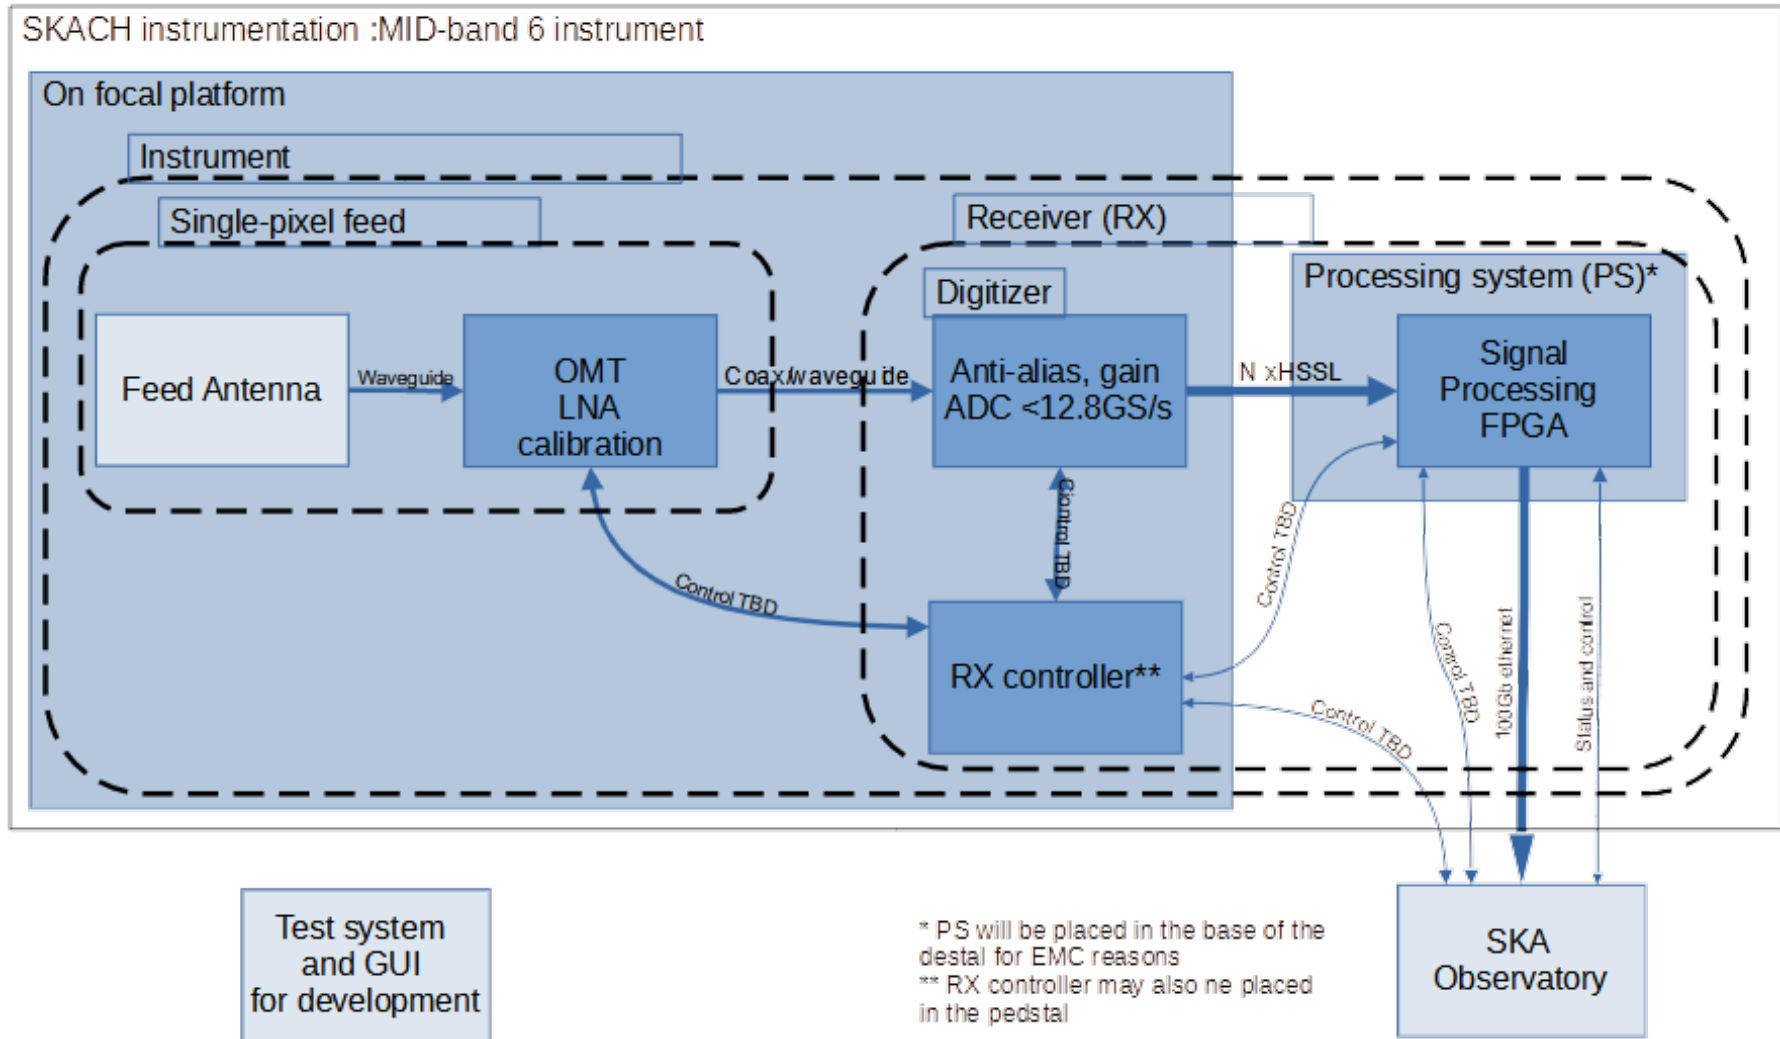 SKACH instrumentation :MID-band 6 instrument
On focal platform
Instrument
Single-pixel feed
Receiver (RX)
Processing system (PS)*
Digitizer
Feed Antenna
Waveguide
OMT
LNA
calibration
Coax/waveguide
Anti-alias, gain
ADC <12.8GS/s
N xHSSL
Signal
Processing
FPGA
Control TBD
Control TBD
Control TBD
RX controller**
Control TBD
Control TBD
100Gb ethernet
Status and control
Test system
and GUI
for development
* PS will be placed in the base of the
destal for EMC reasons
** RX controller may also ne placed
in the pedstal
SKA
Observatory